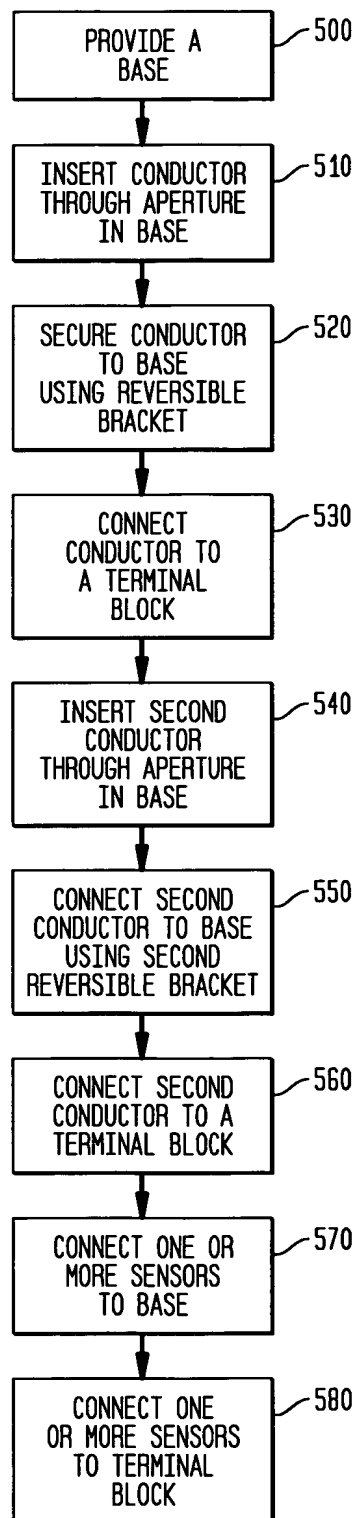 PROVIDE A
BASE
500
INSERT CONDUCTOR
THROUGH APERTURE
IN BASE
510
SECURE CONDUCTOR
TO BASE
USING REVERSIBLE
BRACKET
520
CONNECT
CONDUCTOR TO
A TERMINAL
BLOCK
530
INSERT SECOND
CONDUCTOR
THROUGH APERTURE
IN BASE
540
CONNECT SECOND
CONDUCTOR TO BASE
USING SECOND
REVERSIBLE BRACKET
550
CONNECT SECOND
CONDUCTOR TO A
TERMINAL BLOCK
560
CONNECT ONE OR
MORE SENSORS
TO BASE
570
CONNECT ONE
OR MORE SENSORS
TO TERMINAL
BLOCK
580